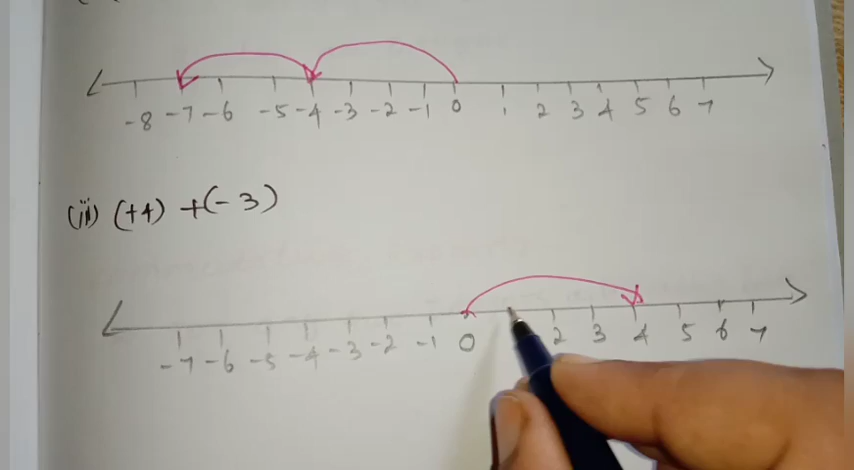 -8 -7 -6 -5 -4 -3 -2 -1 0 1 2 3 4 5 6 7
(iii) (+4) +(-3)
-7 -6 -5 -4 -3 -2 -1 0 2 3 4 5 6 7